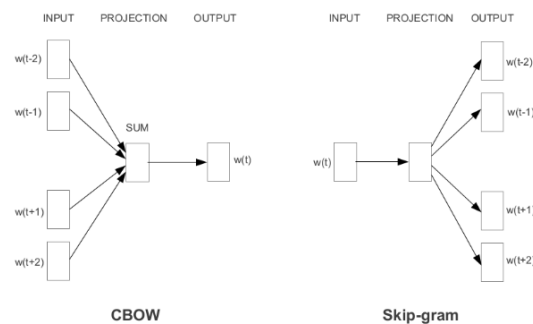 INPUT PROJECTION OUTPUT
w(t-2)
w(t-1)
SUM
w(t)
w(t+1)
w(t+2)
CBOW
INPUT PROJECTION OUTPUT
w(t-2)
w(t-1)
w(t)
w(t+1)
w(t+2)
Skip-gram